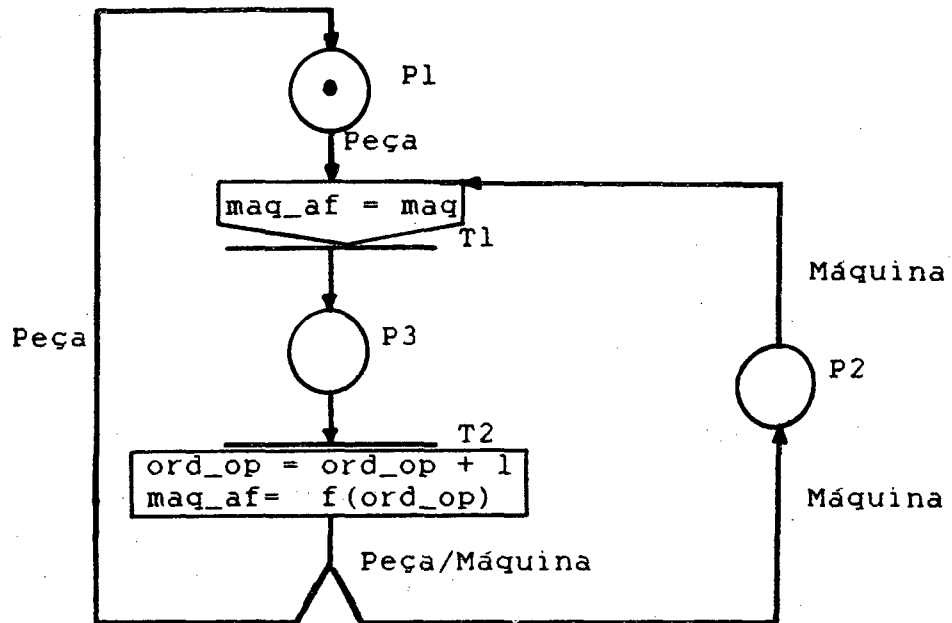 P1
Peça
maq_af = maq
T1
Máquina
Peça
P3
P2
T2
ord_op = ord_op + 1
maq_af= f(ord_op)
Máquina
Peça/Máquina